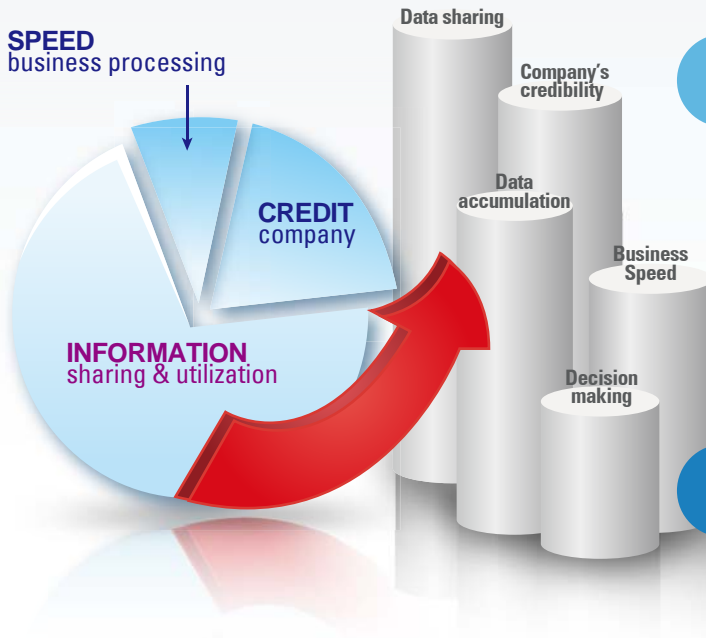 SPEED
business processing
CREDIT
company
INFORMATION
sharing & utilization
Data sharing
Company's
credibility
Data
accumulation
Business
Speed
Decision
making